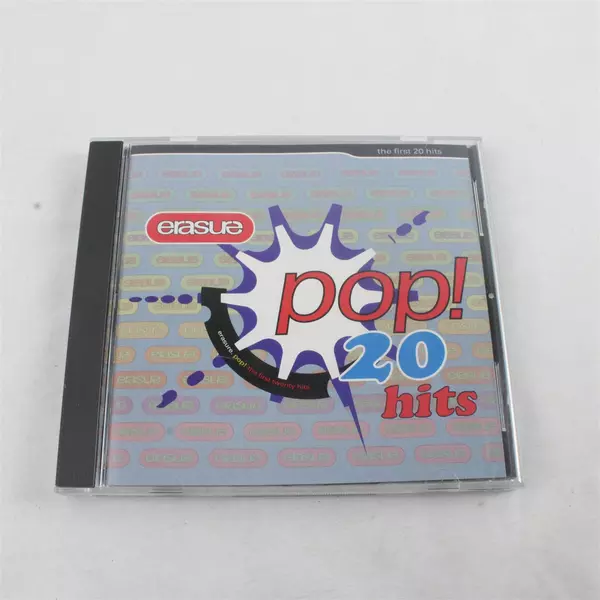 the first 20 hits
erasure
pop!
20
hits
erasure. pop! the first twenty hits.